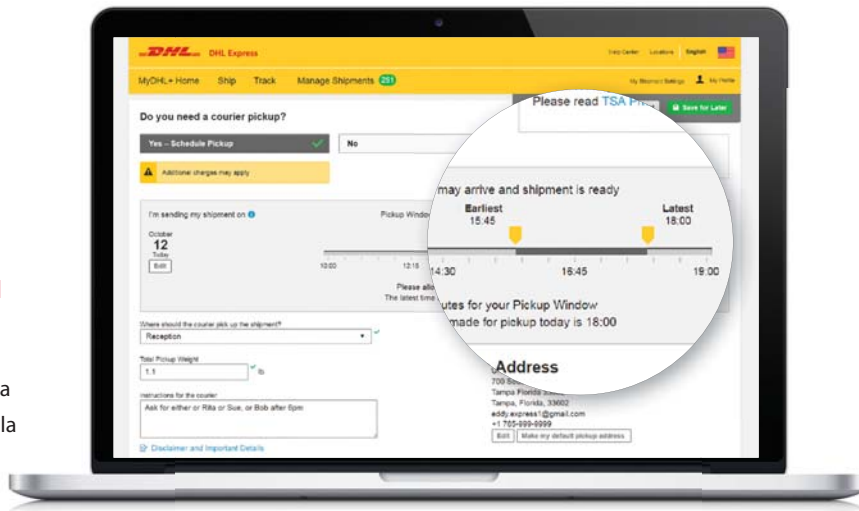 DHL DHL Express
Help Center Locations English
MyDHL+ Home Ship Track Manage Shipments 251
My Shipment Settings My Profile
Do you need a courier pickup?
Please read TSA
Save for Later
Yes – Schedule Pickup No
Additional charges may apply
may arrive and shipment is ready
I'm sending my shipment on
Pickup Window
Earliest Latest
15:45 18:00
October
12
Today
Edit
10:00 12:15 14:30 16:45 19:00
Please allo
The latest time
utes for your Pickup Window
made for pickup today is 18:00
Where should the courier pick up the shipment?
Reception
Total Pickup Weight
1.1 lb
Instructions for the courier
Ask for either or Rita or Sue, or Bob after 5pm
Disclaimer and Important Details
Address
Tampa Florida
Tampa, Florida, 33602
eddy.express1@gmail.com
+1 765-999-9999
Edit Make my default pickup address
a
la